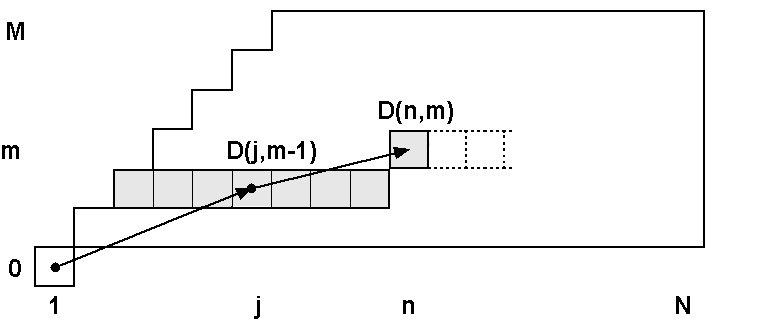 M
D(n,m)
m
D(j,m-1)
0
1 j n N